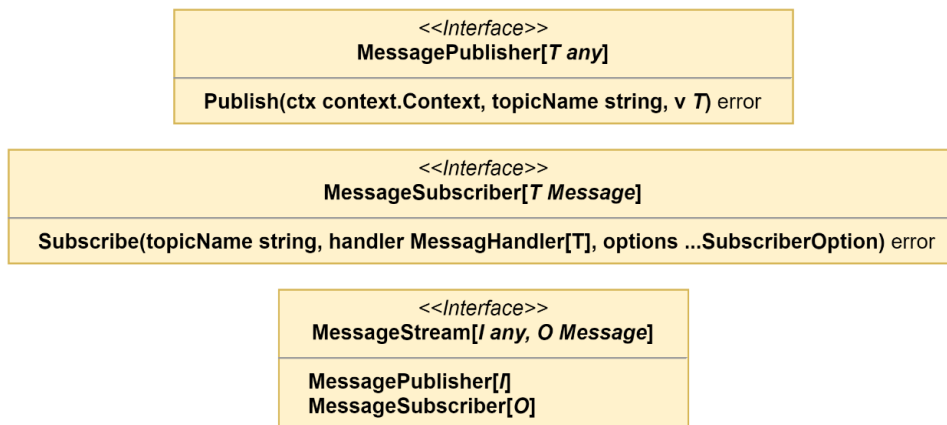 <<Interface>>
MessagePublisher[T any]
Publish(ctx context.Context, topicName string, v T) error
<<Interface>>
MessageSubscriber[T Message]
Subscribe(topicName string, handler MessagHandler[T], options ...SubscriberOption) error
<<Interface>>
MessageStream[I any, O Message]
MessagePublisher[I]
MessageSubscriber[O]